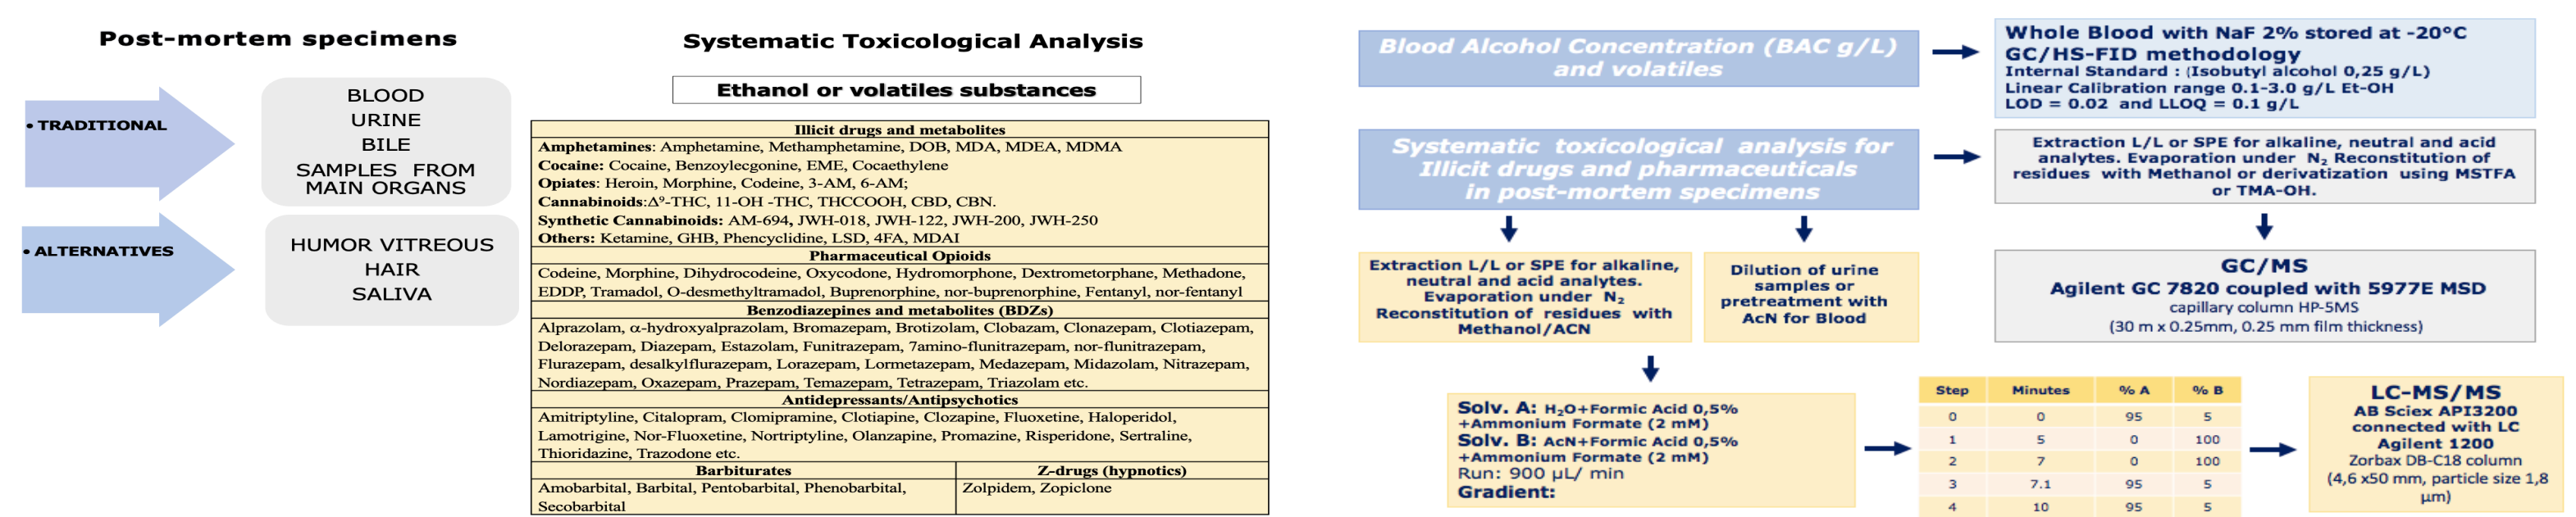 Post-mortem specimens
• TRADITIONAL
BLOOD
URINE
BILE
SAMPLES FROM
MAIN ORGANS
• ALTERNATIVES
HUMOR VITREOUS
HAIR
SALIVA
Systematic Toxicological Analysis
Ethanol or volatiles substances
Illicit drugs and metabolites
Amphetamines: Amphetamine, Methamphetamine, DOB, MDA, MDEA, MDMA
Cocaine: Cocaine, Benzoylecgonine, EME, Cocaethylene
Opiates: Heroin, Morphine, Codeine, 3-AM, 6-AM;
Cannabinoids:Δ⁹-THC, 11-OH -THC, THCCOOH, CBD, CBN.
Synthetic Cannabinoids: AM-694, JWH-018, JWH-122, JWH-200, JWH-250
Others: Ketamine, GHB, Phencyclidine, LSD, 4FA, MDAI
Pharmaceutical Opioids
Codeine, Morphine, Dihydrocodeine, Oxycodone, Hydromorphone, Dextrometorphane, Methadone,
EDDP, Tramadol, O-desmethyltramadol, Buprenorphine, nor-buprenorphine, Fentanyl, nor-fentanyl
Benzodiazepines and metabolites (BDZs)
Alprazolam, α-hydroxyalprazolam, Bromazepam, Brotizolam, Clobazam, Clonazepam, Clotiazepam,
Delorazepam, Diazepam, Estazolam, Funitrazepam, 7amino-flunitrazepam, nor-flunitrazepam,
Flurazepam, desalkylflurazepam, Lorazepam, Lormetazepam, Medazepam, Midazolam, Nitrazepam,
Nordiazepam, Oxazepam, Prazepam, Temazepam, Tetrazepam, Triazolam etc.
Antidepressants/Antipsychotics
Amitriptyline, Citalopram, Clomipramine, Clotiapine, Clozapine, Fluoxetine, Haloperidol,
Lamotrigine, Nor-Fluoxetine, Nortriptyline, Olanzapine, Promazine, Risperidone, Sertraline,
Thioridazine, Trazodone etc.
Barbiturates
Amobarbital, Barbital, Pentobarbital, Phenobarbital,
Secobarbital
Z-drugs (hypnotics)
Zolpidem, Zopiclone
Blood Alcohol Concentration (BAC g/L)
and volatiles
Whole Blood with NaF 2% stored at -20°C
GC/HS-FID methodology
Internal Standard : (Isobutyl alcohol 0,25 g/L)
Linear Calibration range 0.1-3.0 g/L Et-OH
LOD = 0.02 and LLOQ = 0.1 g/L
Systematic toxicological analysis for
Illicit drugs and pharmaceuticals
in post-mortem specimens
Extraction L/L or SPE for alkaline, neutral and acid
analytes. Evaporation under N₂ Reconstitution of
residues with Methanol or derivatization using MSTFA
or TMA-OH.
GC/MS
Agilent GC 7820 coupled with 5977E MSD
capillary column HP-5MS
(30 m x 0.25mm, 0.25 mm film thickness)
Extraction L/L or SPE for alkaline,
neutral and acid analytes.
Evaporation under N₂
Reconstitution of residues with
Methanol/ACN
Dilution of urine
samples or
pretreatment with
AcN for Blood
Solv. A: H₂O+Formic Acid 0,5%
+Ammonium Formate (2 mM)
Solv. B: AcN+Formic Acid 0,5%
+Ammonium Formate (2 mM)
Run: 900 µL/ min
Gradient:
Step Minutes % A % B
0 0 95 5
1 5 0 100
2 7 0 100
3 7.1 95 5
4 10 95 5
LC-MS/MS
AB Sciex API3200
connected with LC
Agilent 1200
Zorbax DB-C18 column
(4,6 x50 mm, particle size 1,8
µm)